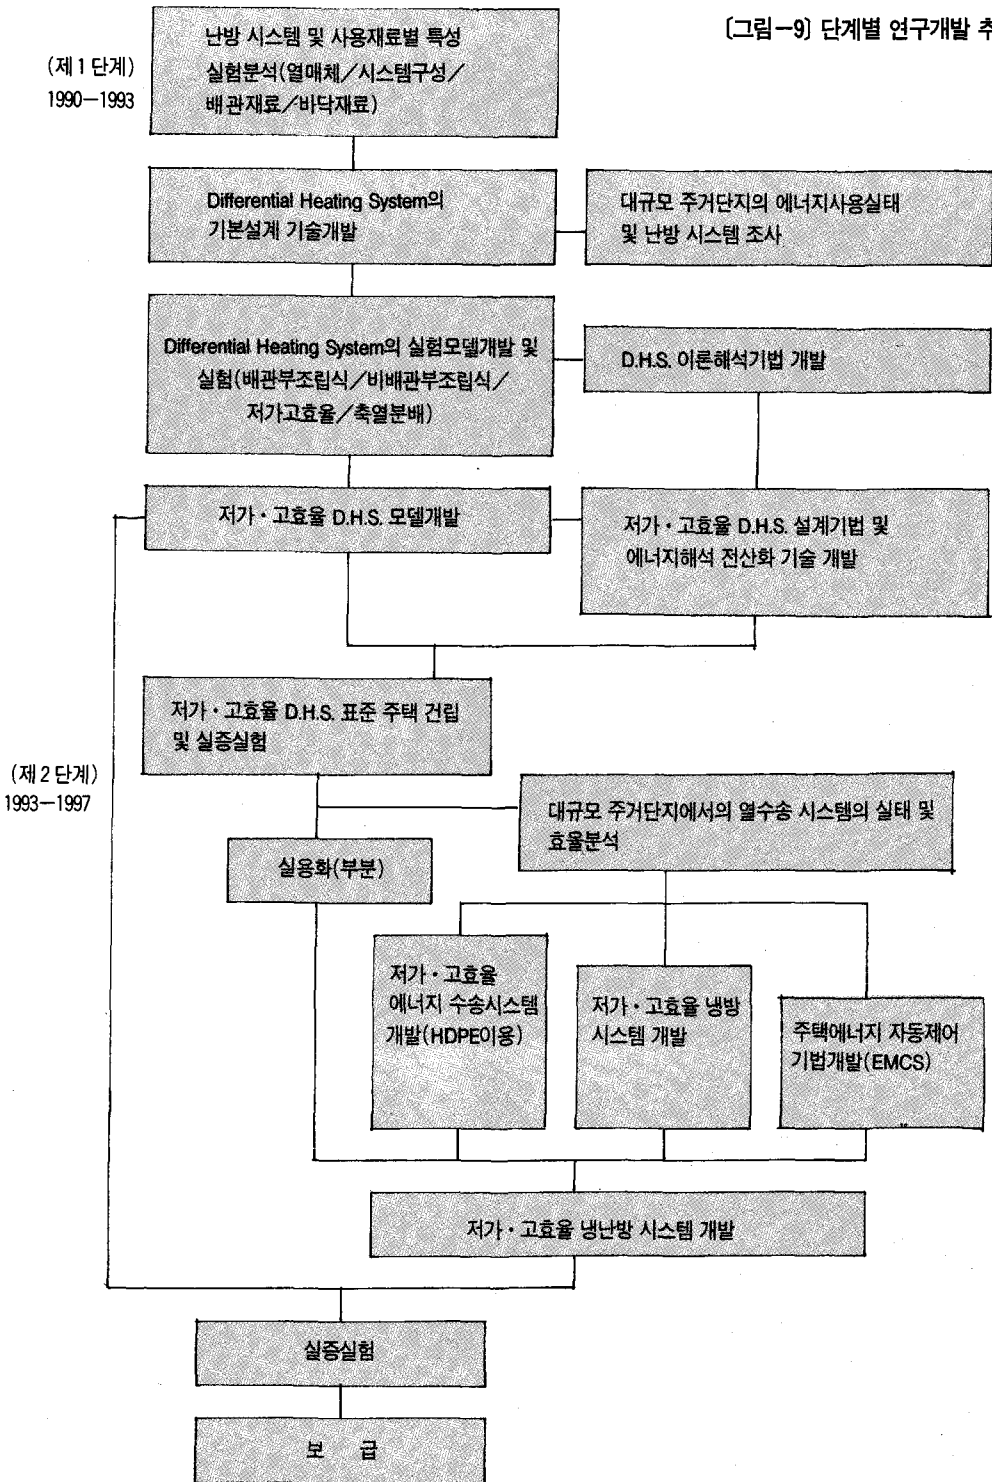 [그림-9] 단계별 연구개발 추
(제 1 단계)
1990-1993
난방 시스템 및 사용재료별 특성
실험분석(열매체/시스템구성/
배관재료/바닥재료)
Differential Heating System의
기본설계 기술개발
대규모 주거단지의 에너지사용실태
및 난방 시스템 조사
Differential Heating System의 실험모델개발 및
실험(배관부조립식/비배관부조립식/
저가고효율/축열분배)
D.H.S. 이론해석기법 개발
저가·고효율 D.H.S. 모델개발
저가·고효율 D.H.S. 설계기법 및
에너지해석 전산화 기술 개발
저가·고효율 D.H.S. 표준 주택 건립
및 실증실험
(제 2 단계)
1993-1997
대규모 주거단지에서의 열수송 시스템의 실태 및
효율분석
실용화(부분)
저가·고효율
에너지 수송시스템
개발(HDPE이용)
저가·고효율 냉방
시스템 개발
주택에너지 자동제어
기법개발(EMCS)
저가·고효율 냉난방 시스템 개발
실증실험
보 급